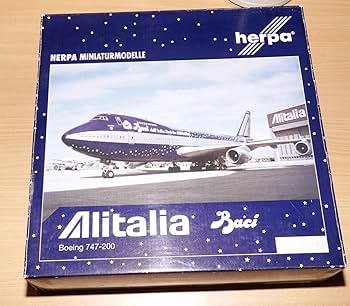 herpa
HERPA MINIATURMODELLE
Alitalia
Alitalia Baci
Boeing 747-200